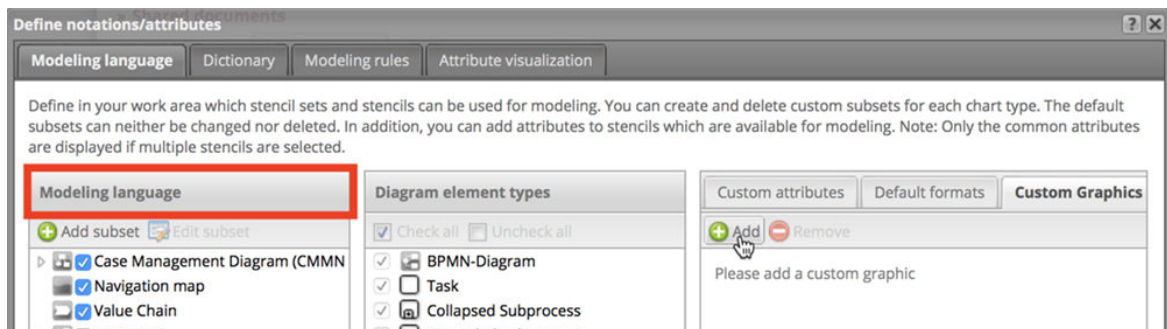 » Shared documents
Define notations/attributes
?
Modeling language Dictionary Modeling rules Attribute visualization
Define in your work area which stencil sets and stencils can be used for modeling. You can create and delete custom subsets for each chart type. The default
subsets can neither be changed nor deleted. In addition, you can add attributes to stencils which are available for modeling. Note: Only the common attributes
are displayed if multiple stencils are selected.
Modeling language
Add subset Edit subset
Case Management Diagram (CMMN
Navigation map
Value Chain
Diagram element types
Check all Uncheck all
BPMN-Diagram
Task
Collapsed Subprocess
Custom attributes Default formats Custom Graphics
Add Remove
Please add a custom graphic